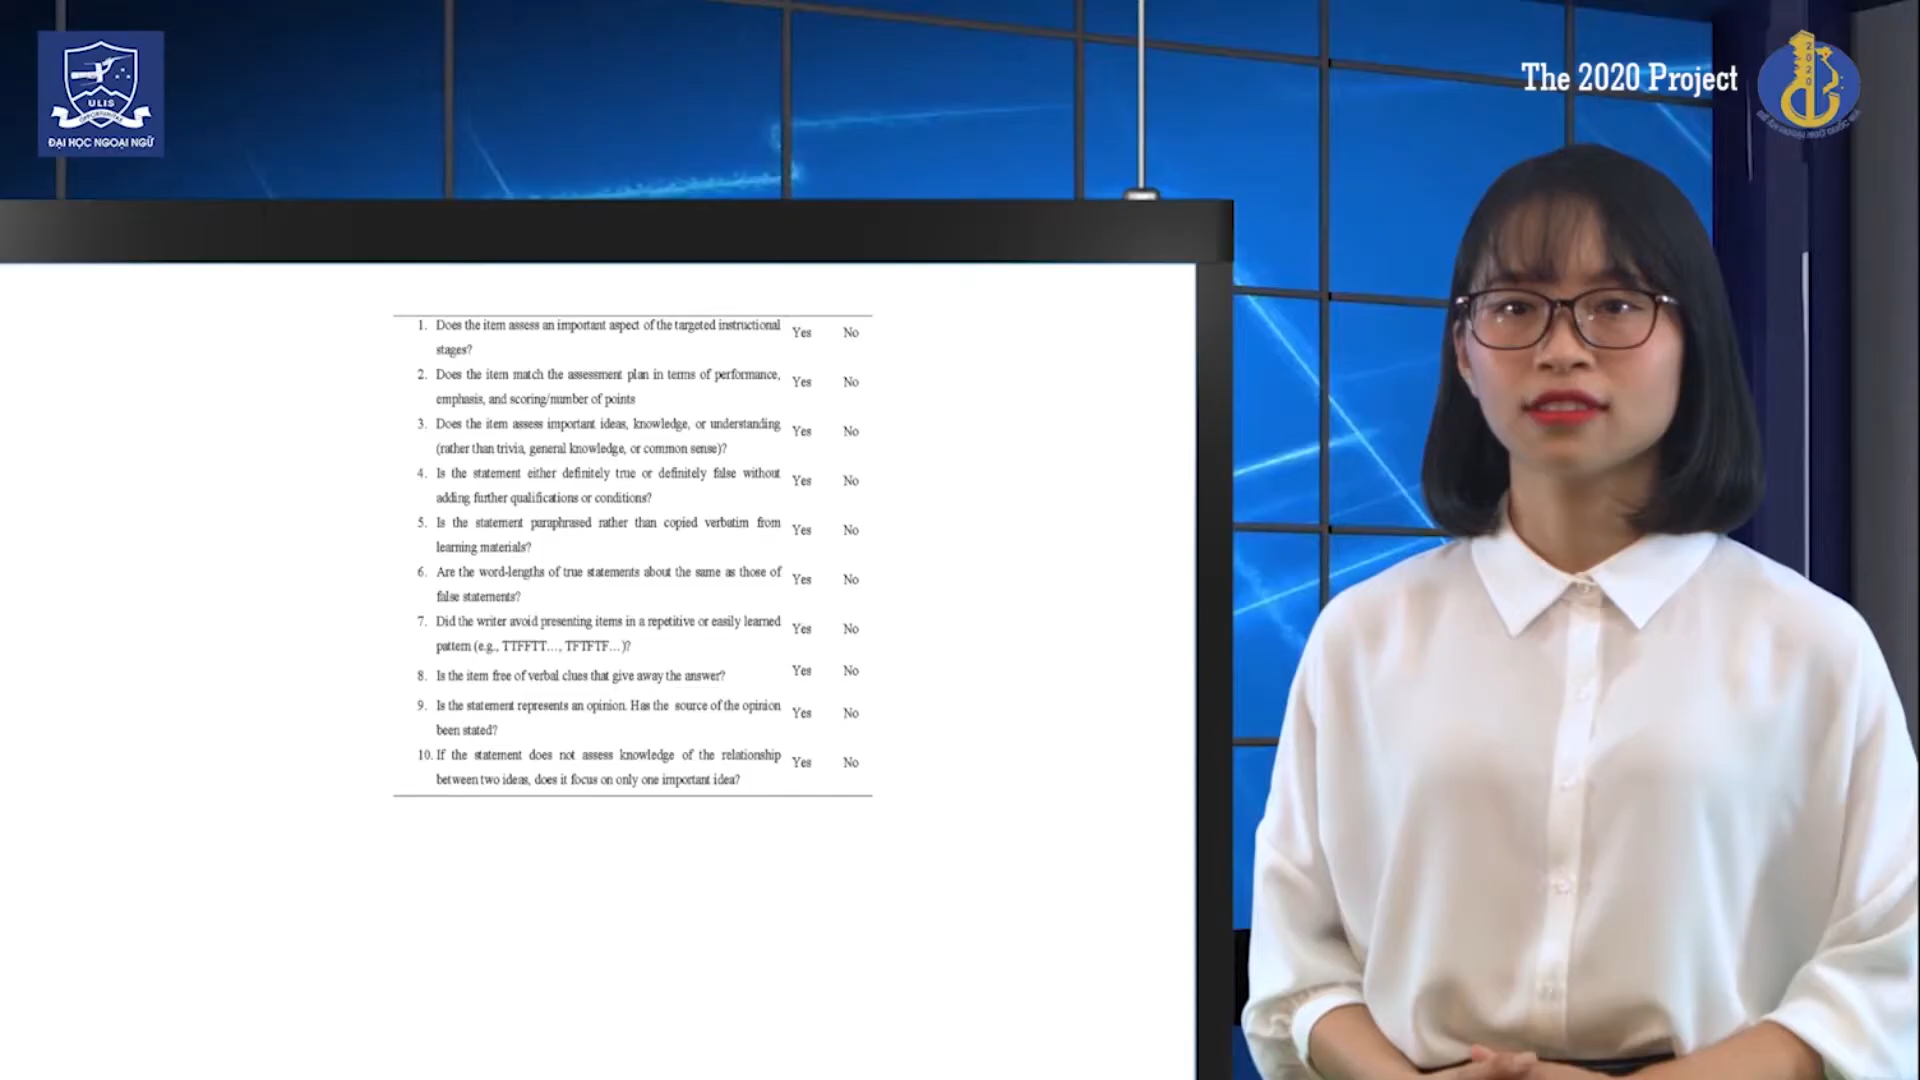 ULIS
ĐẠI HỌC NGOẠI NGỮ
The 2020 Project
2020
1. Does the item assess an important aspect of the targeted instructional Yes No
stages?
2. Does the item match the assessment plan in terms of performance, Yes No
emphasis, and scoring/number of points
3. Does the item assess important ideas, knowledge, or understanding Yes No
(rather than trivia, general knowledge, or common sense)?
4. Is the statement either definitely true or definitely false without Yes No
adding further qualifications or conditions?
5. Is the statement paraphrased rather than copied verbatim from Yes No
learning materials?
6. Are the word-lengths of true statements about the same as those of Yes No
false statements?
7. Did the writer avoid presenting items in a repetitive or easily learned Yes No
pattern (e.g., TTFFTT…, TFTFTF…)?
8. Is the item free of verbal clues that give away the answer? Yes No
9. Is the statement represents an opinion. Has the source of the opinion Yes No
been stated?
10. If the statement does not assess knowledge of the relationship Yes No
between two ideas, does it focus on only one important idea?